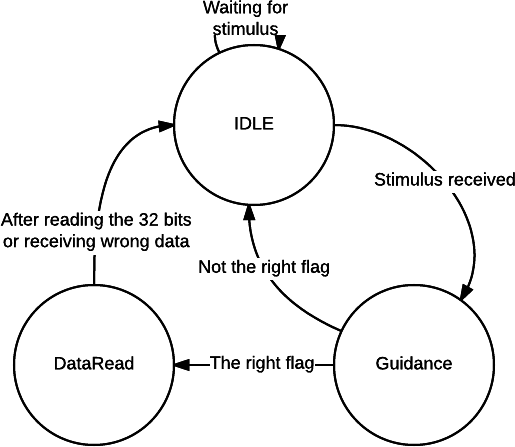 Waiting for
stimulus
IDLE
Stimulus received
After reading the 32 bits
or receiving wrong data
Not the right flag
DataRead
The right flag
Guidance